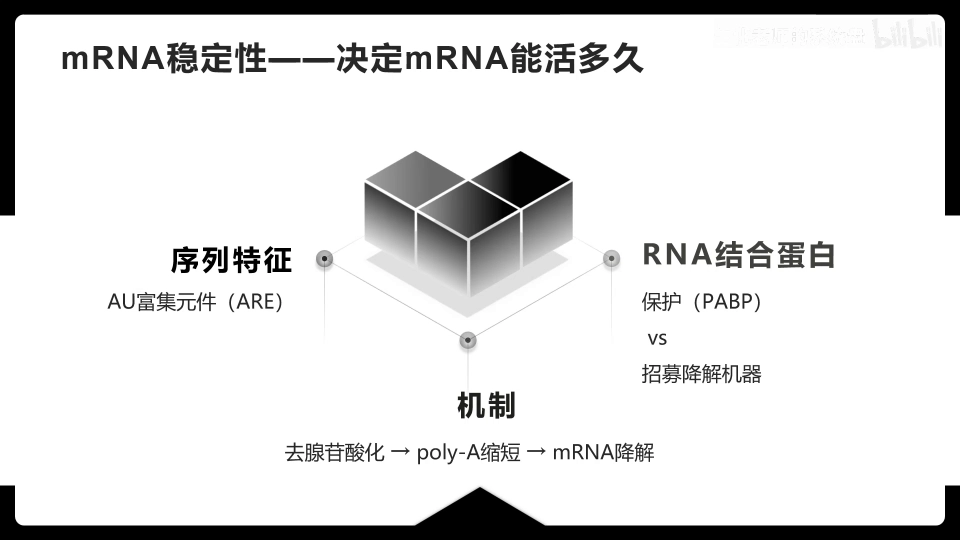 mRNA稳定性——决定mRNA能活多久
bilibili
序列特征
AU富集元件（ARE）
RNA结合蛋白
保护（PABP）
vs
招募降解机器
机制
去腺苷酸化 → poly-A缩短 → mRNA降解